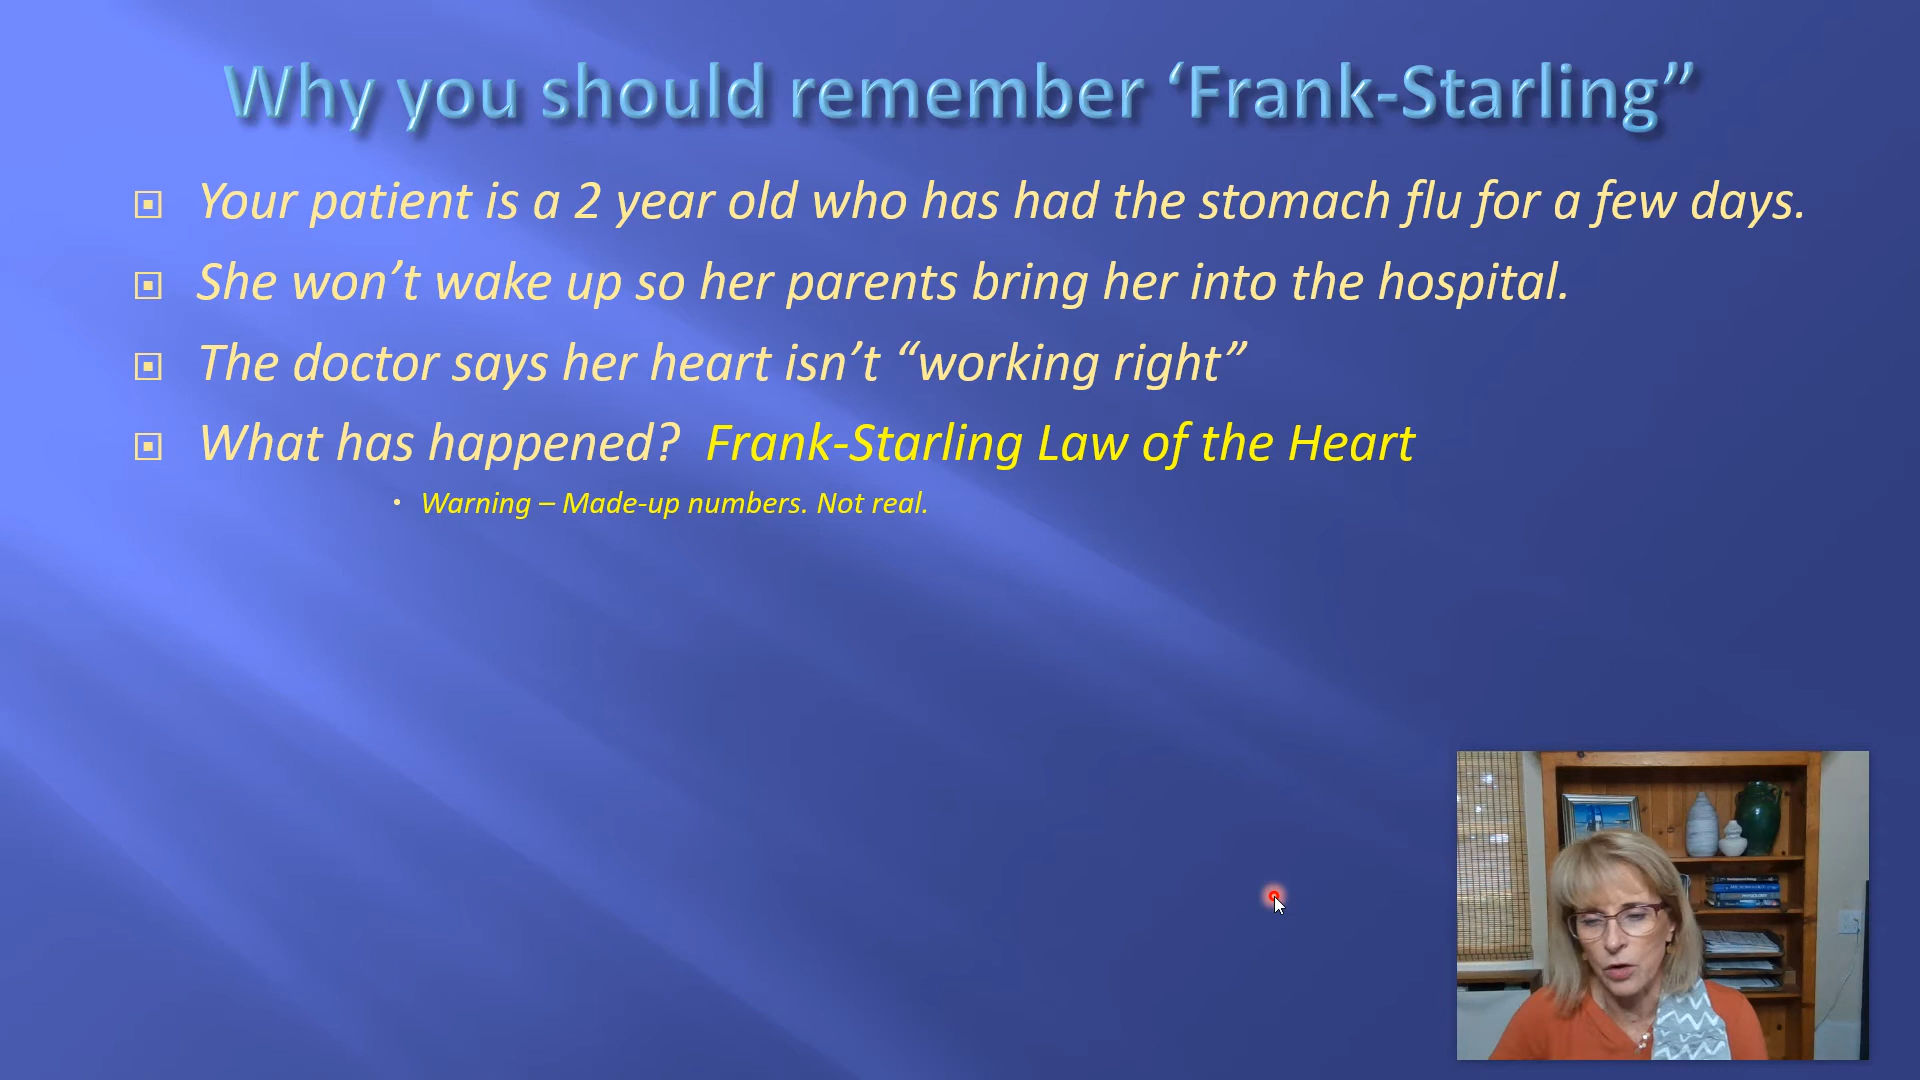 Why you should remember ‘Frank-Starling”
Your patient is a 2 year old who has had the stomach flu for a few days.
She won’t wake up so her parents bring her into the hospital.
The doctor says her heart isn’t “working right”
What has happened? Frank-Starling Law of the Heart
Warning – Made-up numbers. Not real.